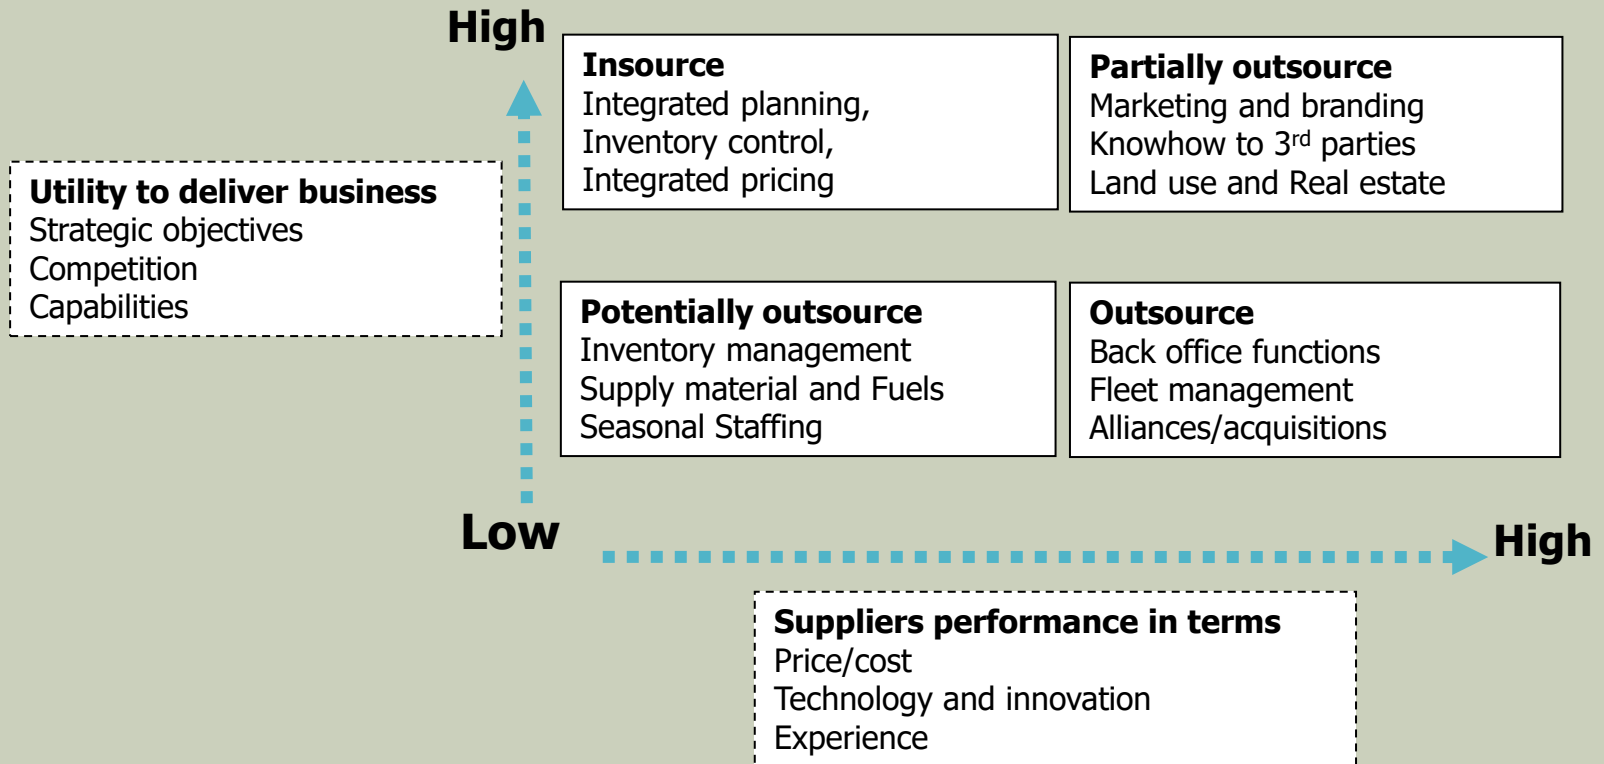 High
Insource
Integrated planning,
Inventory control,
Integrated pricing
Partially outsource
Marketing and branding
Knowhow to 3rd parties
Land use and Real estate
Utility to deliver business
Strategic objectives
Competition
Capabilities
Potentially outsource
Inventory management
Supply material and Fuels
Seasonal Staffing
Outsource
Back office functions
Fleet management
Alliances/acquisitions
Low
High
Suppliers performance in terms
Price/cost
Technology and innovation
Experience